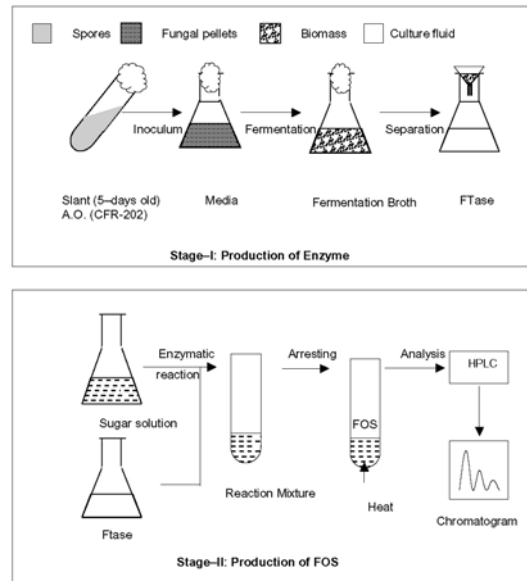 Spores Fungal pellets Biomass Culture fluid
Inoculum Fermentation Separation
Slant (5–days old) Media Fermentation Broth FTase
A.O. (CFR-202)
Stage–I: Production of Enzyme
Enzymatic Arresting Analysis HPLC
reaction
Sugar solution FOS
Reaction Mixture Heat Chromatogram
Ftase
Stage–II: Production of FOS